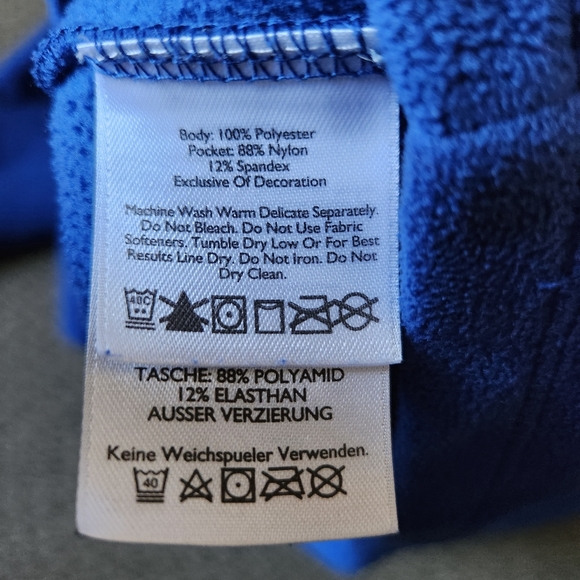 Body: 100% Polyester
Pocket: 88% Nylon
12% Spandex
Exclusive Of Decoration
Machine Wash Warm Delicate Separately.
Do Not Bleach. Do Not Use Fabric
Softeners. Tumble Dry Low Or For Best
Results Line Dry. Do Not Iron. Do Not
Dry Clean.
40C
TASCHE: 88% POLYAMID
12% ELASTHAN
AUSSER VERZIERUNG
Keine Weichspueler Verwenden.
40